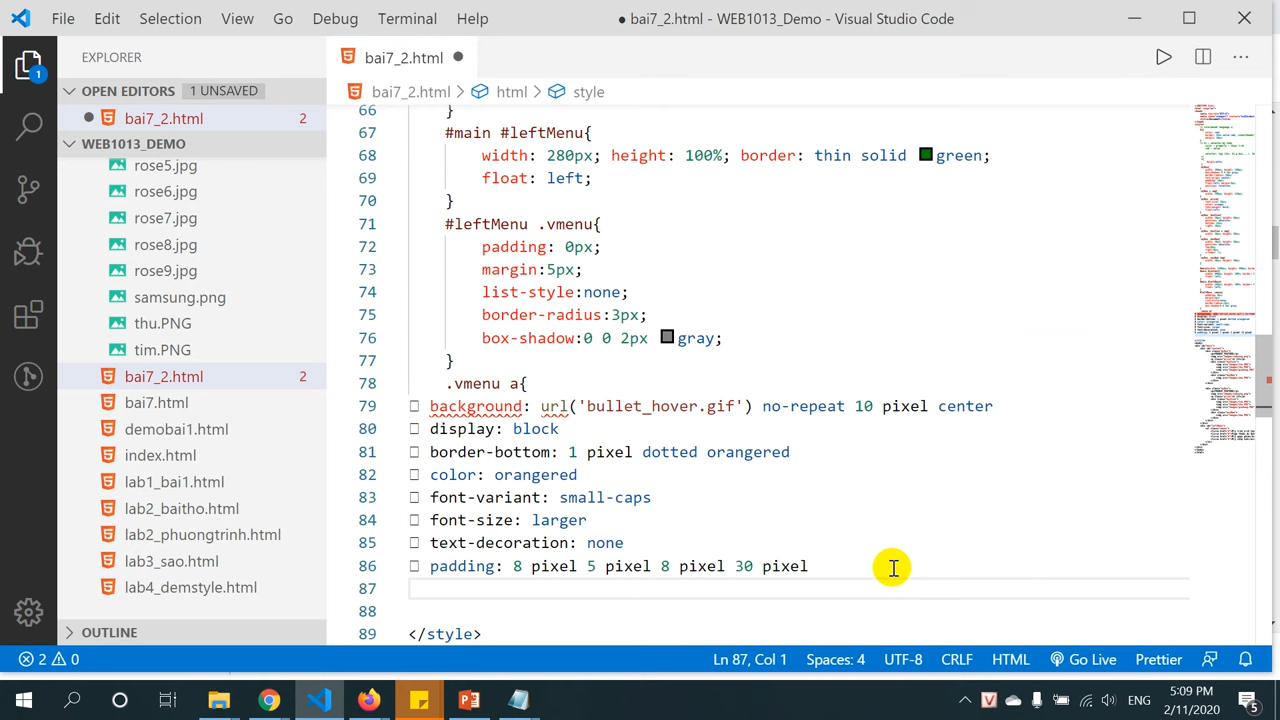 File Edit Selection View Go Debug Terminal Help
● bai7_2.html - WEB1013_Demo - Visual Studio Code
EXPLORER
bai7_2.html ●
OPEN EDITORS 1 UNSAVED
bai7_2.html > html > style
● bai7_2.html 2
WEB1013_DEMO
rose5.jpg
rose6.jpg
rose7.jpg
rose8.jpg
rose9.jpg
samsung.png
thu.PNG
tim.PNG
bai7_2.html 2
bai7.html
demobai1.html
index.html
lab1_bai1.html
lab2_baitho.html
lab2_phuongtrinh.html
lab3_sao.html
lab4_demstyle.html
OUTLINE
66 }
67 #main #leftMenu{
68 width: 280px; height: 100%; border: thin solid green;
69 float: left;
70 }
71 #leftMenu .vmenu{
72 padding: 0px;
73 margin:5px;
74 list-style:none;
75 border-radius:3px;
76 box-shadow:0 0 2px gray;
77 }
78 .vmenu a{
79 □ background: url('bullet_hover.gif') no-repeat 10 pixel center
80 □ display: block
81 □ border-bottom: 1 pixel dotted orangered
82 □ color: orangered
83 □ font-variant: small-caps
84 □ font-size: larger
85 □ text-decoration: none
86 □ padding: 8 pixel 5 pixel 8 pixel 30 pixel
87
88
89 </style>
2 0 Ln 87, Col 1 Spaces: 4 UTF-8 CRLF HTML Go Live Prettier
ENG
5:09 PM
2/11/2020
5